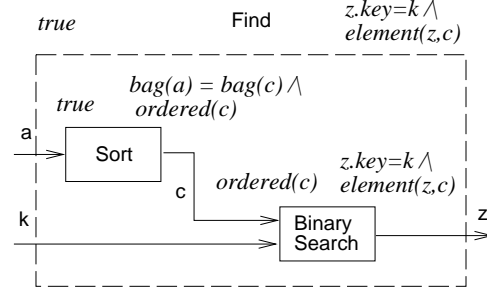 true
Find
z.key=k ∧
element(z,c)
true
bag(a) = bag(c) ∧
ordered(c)
a
Sort
c
ordered(c)
z.key=k ∧
element(z,c)
k
Binary
Search
z